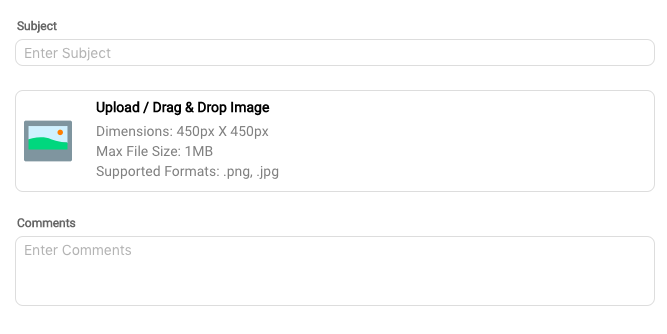 Subject
Enter Subject
Upload / Drag & Drop Image
Dimensions: 450px X 450px
Max File Size: 1MB
Supported Formats: .png, .jpg
Comments
Enter Comments